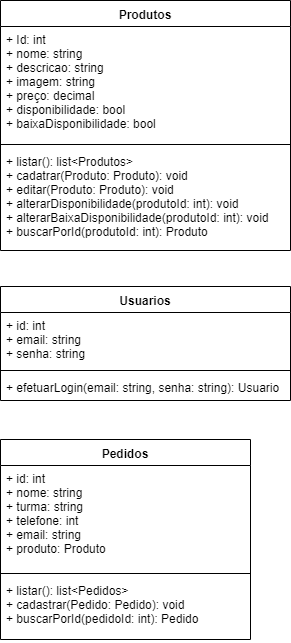 Produtos
+ Id: int
+ nome: string
+ descricao: string
+ imagem: string
+ preço: decimal
+ disponibilidade: bool
+ baixaDisponibilidade: bool
+ listar(): list<Produtos>
+ cadatrar(Produto: Produto): void
+ editar(Produto: Produto): void
+ alterarDisponibilidade(produtoId: int): void
+ alterarBaixaDisponibilidade(produtoId: int): void
+ buscarPorId(produtoId: int): Produto
Usuarios
+ id: int
+ email: string
+ senha: string
+ efetuarLogin(email: string, senha: string): Usuario
Pedidos
+ id: int
+ nome: string
+ turma: string
+ telefone: int
+ email: string
+ produto: Produto
+ listar(): list<Pedidos>
+ cadastrar(Pedido: Pedido): void
+ buscarPorId(pedidoId: int): Pedido